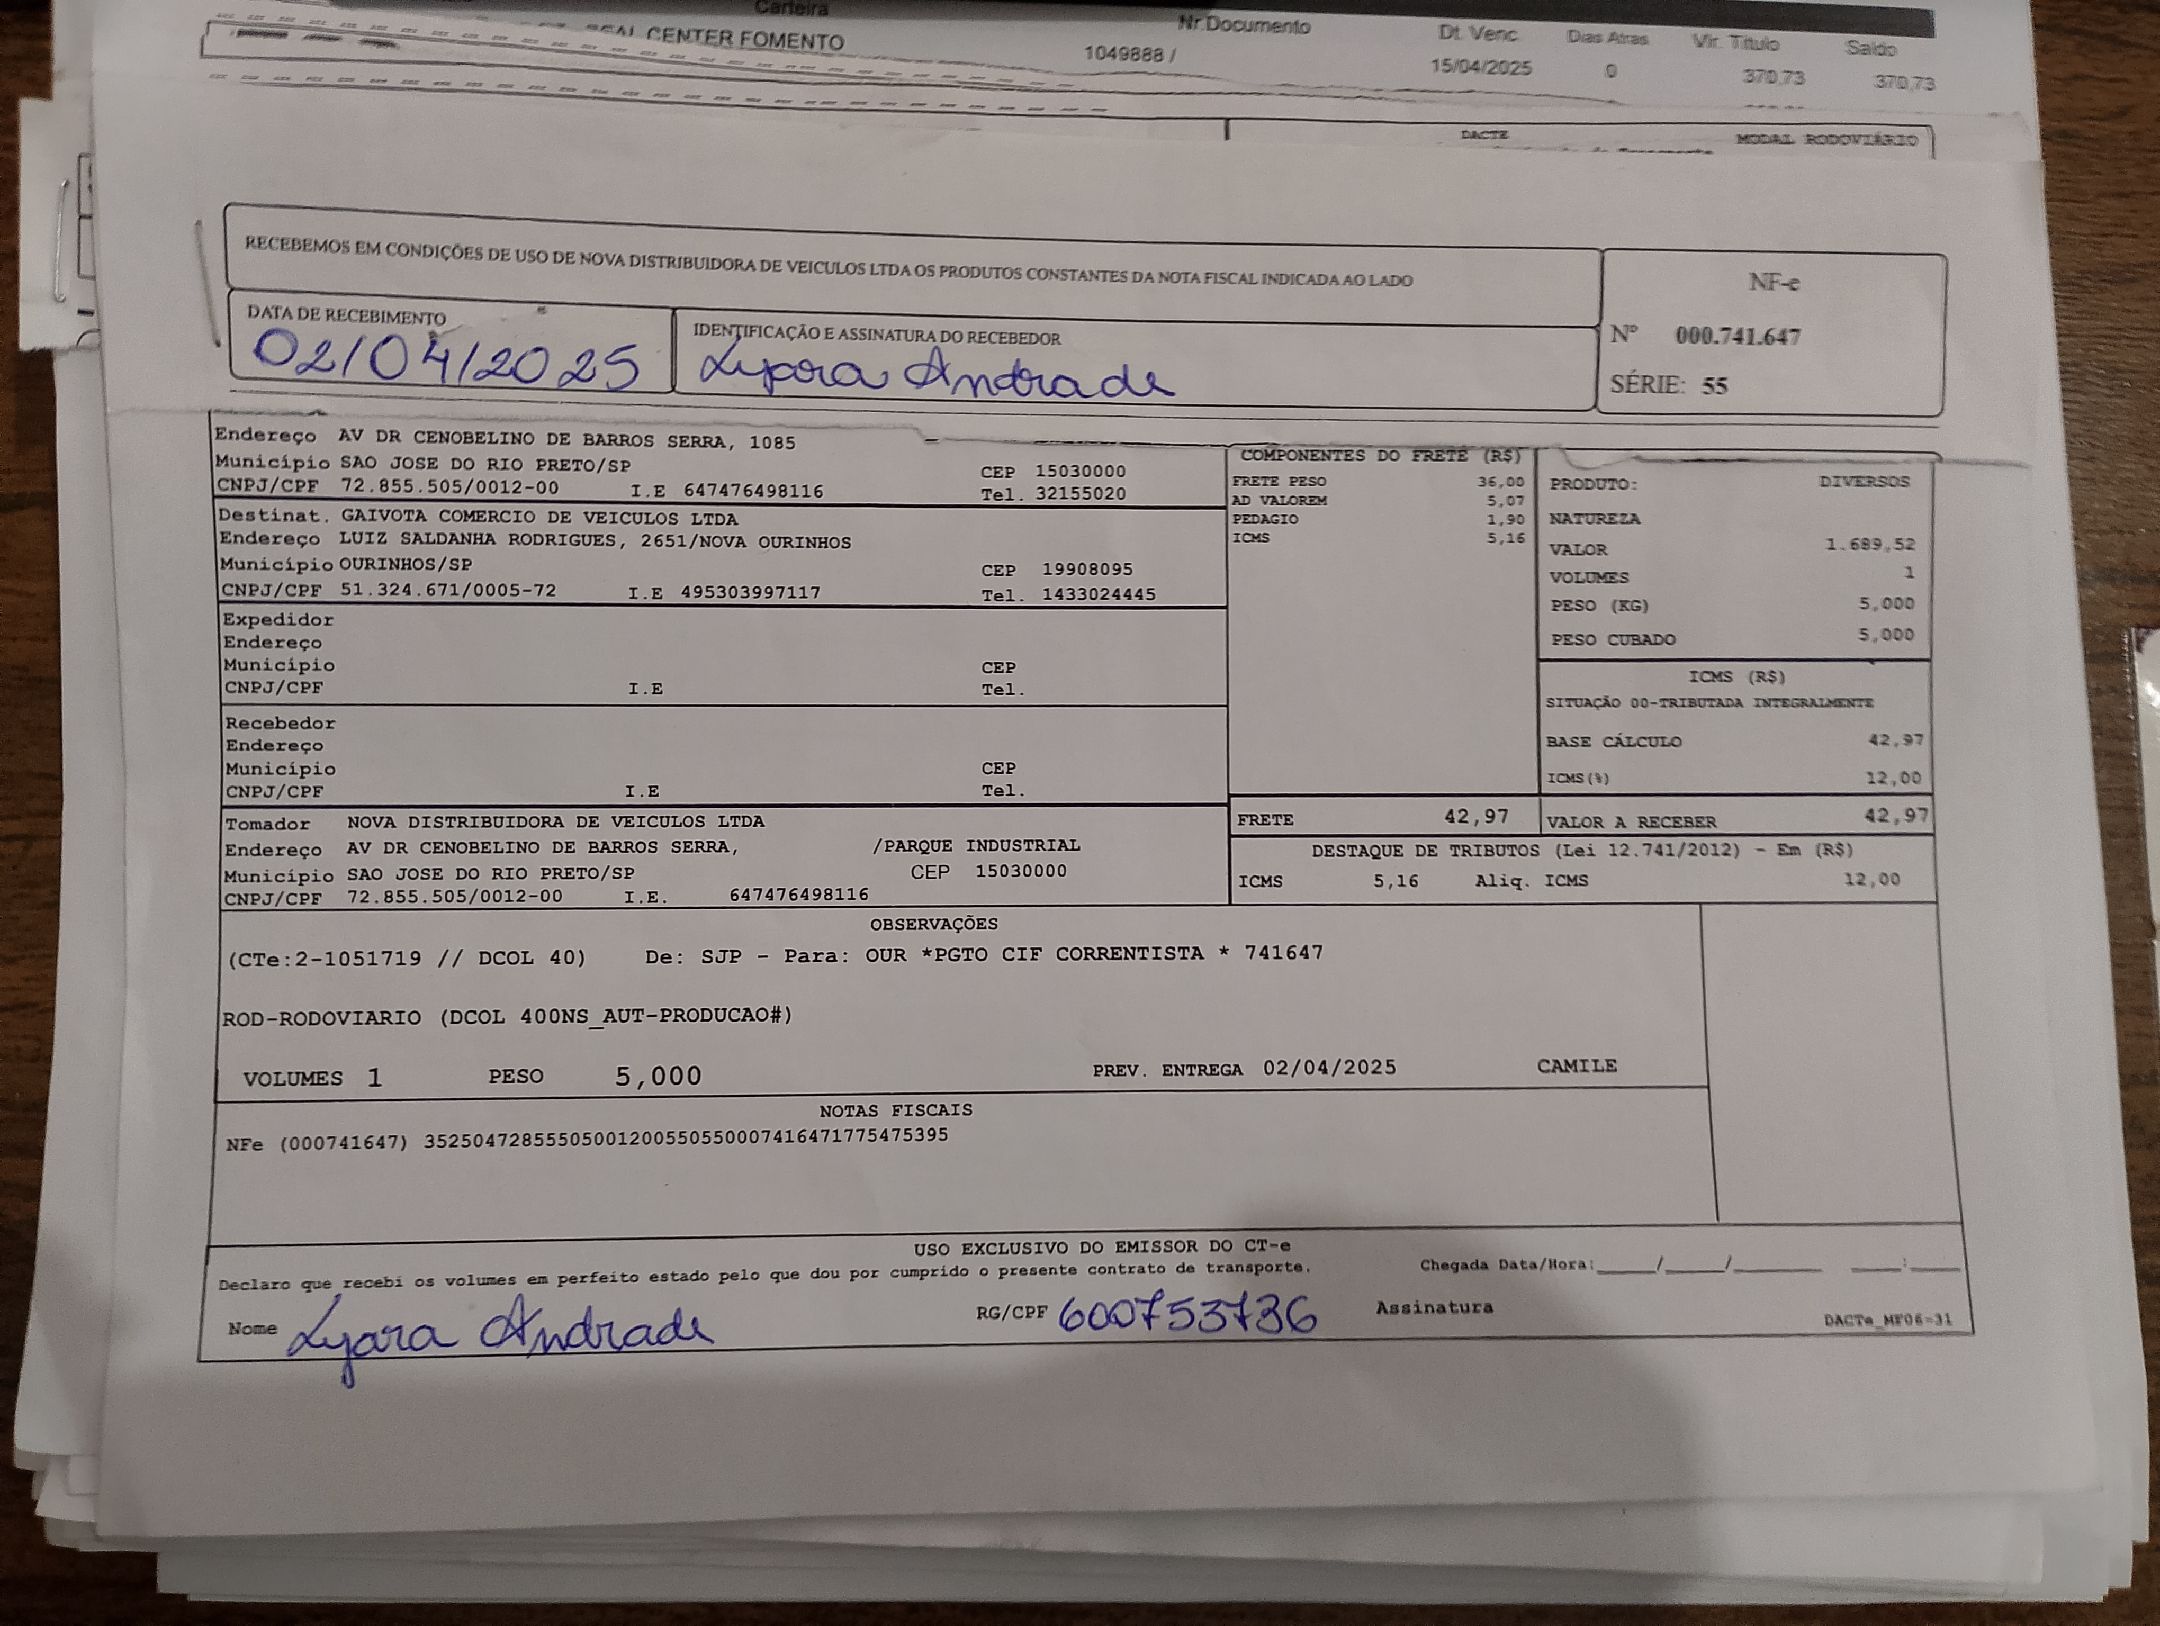 Carteira Nr.Documento Dt. Venc. Dias Atras Vlr. Titulo Saldo
CENTER FOMENTO 1049888 / 15/04/2025 0 370,73 370,73
DACTE MODAL RODOVIÁRIO
RECEBEMOS EM CONDIÇÕES DE USO DE NOVA DISTRIBUIDORA DE VEICULOS LTDA OS PRODUTOS CONSTANTES DA NOTA FISCAL INDICADA AO LADO
NF-e
Nº 000.741.647
SÉRIE: 55
DATA DE RECEBIMENTO
02/04/2025
IDENTIFICAÇÃO E ASSINATURA DO RECEBEDOR
Lyara Andrade
Endereço AV DR CENOBELINO DE BARROS SERRA, 1085
Município SAO JOSE DO RIO PRETO/SP CEP 15030000
CNPJ/CPF 72.855.505/0012-00 I.E 647476498116 Tel. 32155020
Destinat. GAIVOTA COMERCIO DE VEICULOS LTDA
Endereço LUIZ SALDANHA RODRIGUES, 2651/NOVA OURINHOS
Município OURINHOS/SP CEP 19908095
CNPJ/CPF 51.324.671/0005-72 I.E 495303997117 Tel. 1433024445
Expedidor
Endereço
Município CEP
CNPJ/CPF I.E Tel.
Recebedor
Endereço
Município CEP
CNPJ/CPF I.E Tel.
Tomador NOVA DISTRIBUIDORA DE VEICULOS LTDA
Endereço AV DR CENOBELINO DE BARROS SERRA, /PARQUE INDUSTRIAL
Município SAO JOSE DO RIO PRETO/SP CEP 15030000
CNPJ/CPF 72.855.505/0012-00 I.E. 647476498116
COMPONENTES DO FRETE (R$)
FRETE PESO 36,00
AD VALOREM 5,07
PEDAGIO 1,90
ICMS 5,16
PRODUTO: DIVERSOS
NATUREZA
VALOR 1.689,52
VOLUMES 1
PESO (KG) 5,000
PESO CUBADO 5,000
ICMS (R$)
SITUAÇÃO 00-TRIBUTADA INTEGRALMENTE
BASE CÁLCULO 42,97
ICMS(%) 12,00
FRETE 42,97 VALOR A RECEBER 42,97
DESTAQUE DE TRIBUTOS (Lei 12.741/2012) - Em (R$)
ICMS 5,16 Aliq. ICMS 12,00
OBSERVAÇÕES
(CTe:2-1051719 // DCOL 40) De: SJP - Para: OUR *PGTO CIF CORRENTISTA * 741647
ROD-RODOVIARIO (DCOL 400NS_AUT-PRODUCAO#)
VOLUMES 1 PESO 5,000 PREV. ENTREGA 02/04/2025 CAMILE
NOTAS FISCAIS
NFe (000741647) 35250472855505001200550550007416471775475395
USO EXCLUSIVO DO EMISSOR DO CT-e
Declaro que recebi os volumes em perfeito estado pelo que dou por cumprido o presente contrato de transporte. Chegada Data/Hora:_____/_____/________ ____:____
Nome Lyara Andrade RG/CPF 600753736 Assinatura DACTe_MF06-31